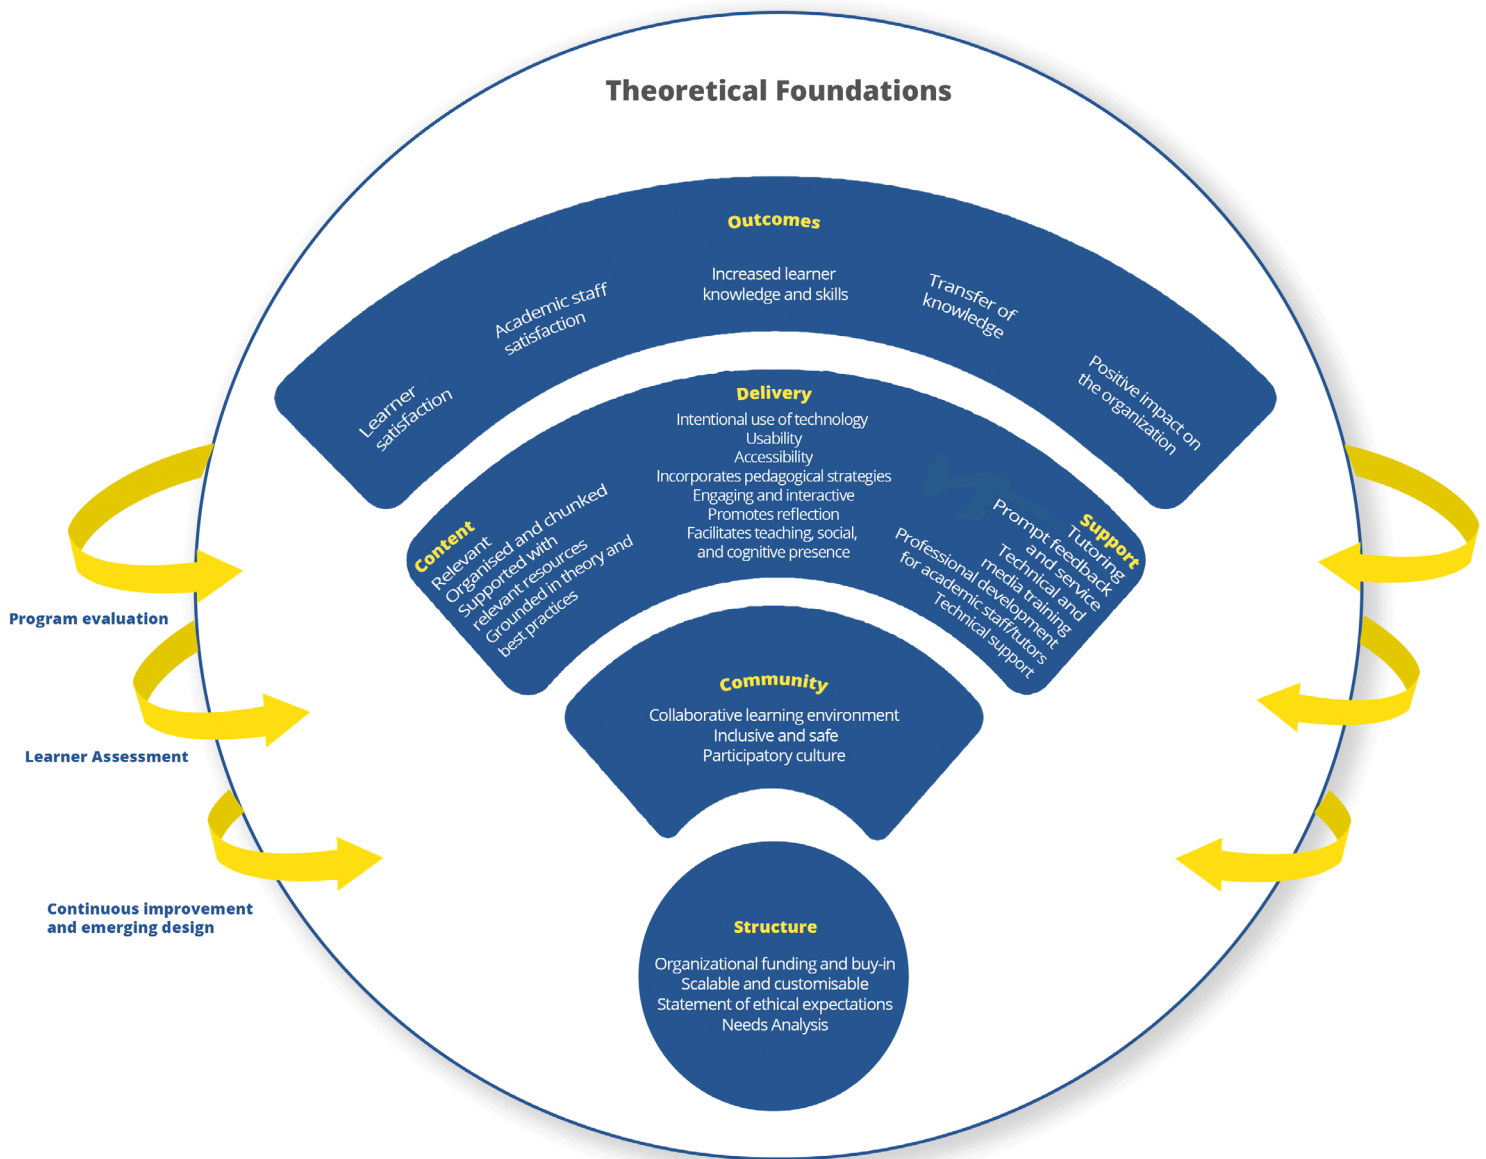 Theoretical Foundations
Outcomes
Learner
satisfaction
Academic staff
satisfaction
Increased learner
knowledge and skills
Transfer of
knowledge
Positive impact on
the organization
Content
Relevant
Organised and chunked
Supported with
relevant resources
Grounded in theory and
best practices
Delivery
Intentional use of technology
Usability
Accessibility
Incorporates pedagogical strategies
Engaging and interactive
Promotes reflection
Facilitates teaching, social,
and cognitive presence
Support
Tutoring
Prompt feedback
and service
Technical and
media training
Professional development
for academic staff/tutors
Technical support
Community
Collaborative learning environment
Inclusive and safe
Participatory culture
Structure
Organizational funding and buy-in
Scalable and customisable
Statement of ethical expectations
Needs Analysis
Program evaluation
Learner Assessment
Continuous improvement
and emerging design